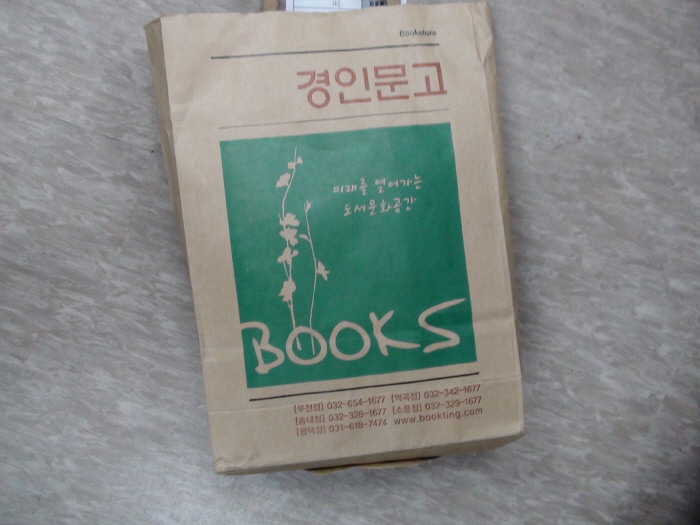 Bookstore
경인문고
미래를 열어가는
도서문화공간
BOOKS
[부천점] 032-654-1677 [역곡점] 032-342-1677
[송내점] 032-328-1677 [소풍점] 032-329-1677
[평택점] 031-618-7474 www.bookling.com